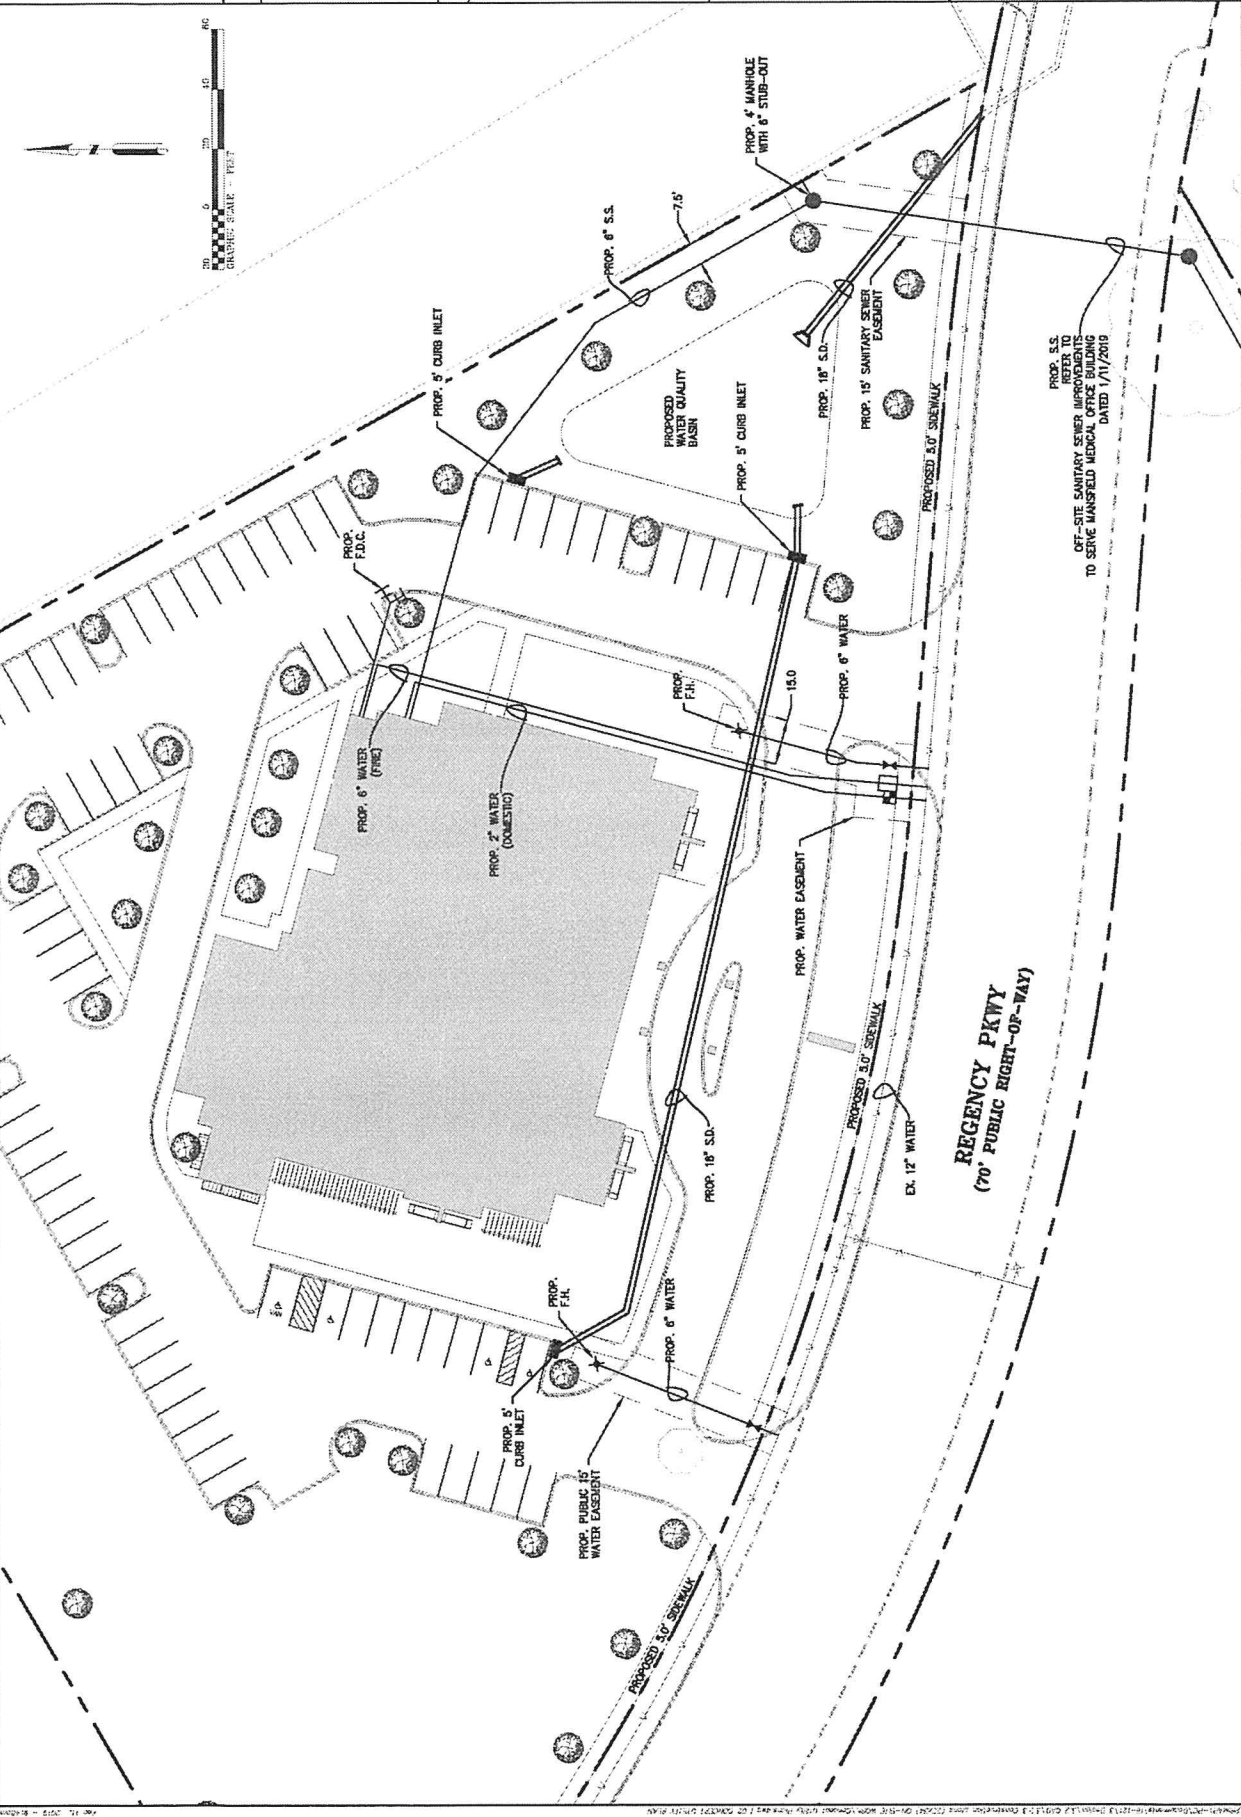 20 0 20 40 60
GRAPHIC SCALE - FEET
PROP. 4' MANHOLE
WITH 6" STUB-OUT
PROP. 6" S.S.
7.5'
PROP. 5' CURB INLET
PROPOSED
WATER QUALITY
BASIN
PROP. 18" S.D.
PROP. 15' SANITARY SEWER
EASEMENT
PROP. 5' CURB INLET
PROPOSED 5.0' SIDEWALK
PROP. S.S.
REFER TO
OFF-SITE SANITARY SEWER IMPROVEMENTS
TO SERVE MANSFIELD MEDICAL OFFICE BUILDING
DATED 1/11/2019
PROP.
F.D.C.
PROP. 6" WATER
(FIRE)
PROP. 2" WATER
(DOMESTIC)
PROP.
F.H.
15.0
PROP. 6" WATER
PROP. WATER EASEMENT
PROPOSED 5.0' SIDEWALK
EX. 12" WATER
REGENCY PKWY
(70' PUBLIC RIGHT-OF-WAY)
PROP. 18" S.D.
PROP.
F.H.
PROP. 6" WATER
PROP. 5'
CURB INLET
PROP. PUBLIC 15'
WATER EASEMENT
PROPOSED 5.0' SIDEWALK